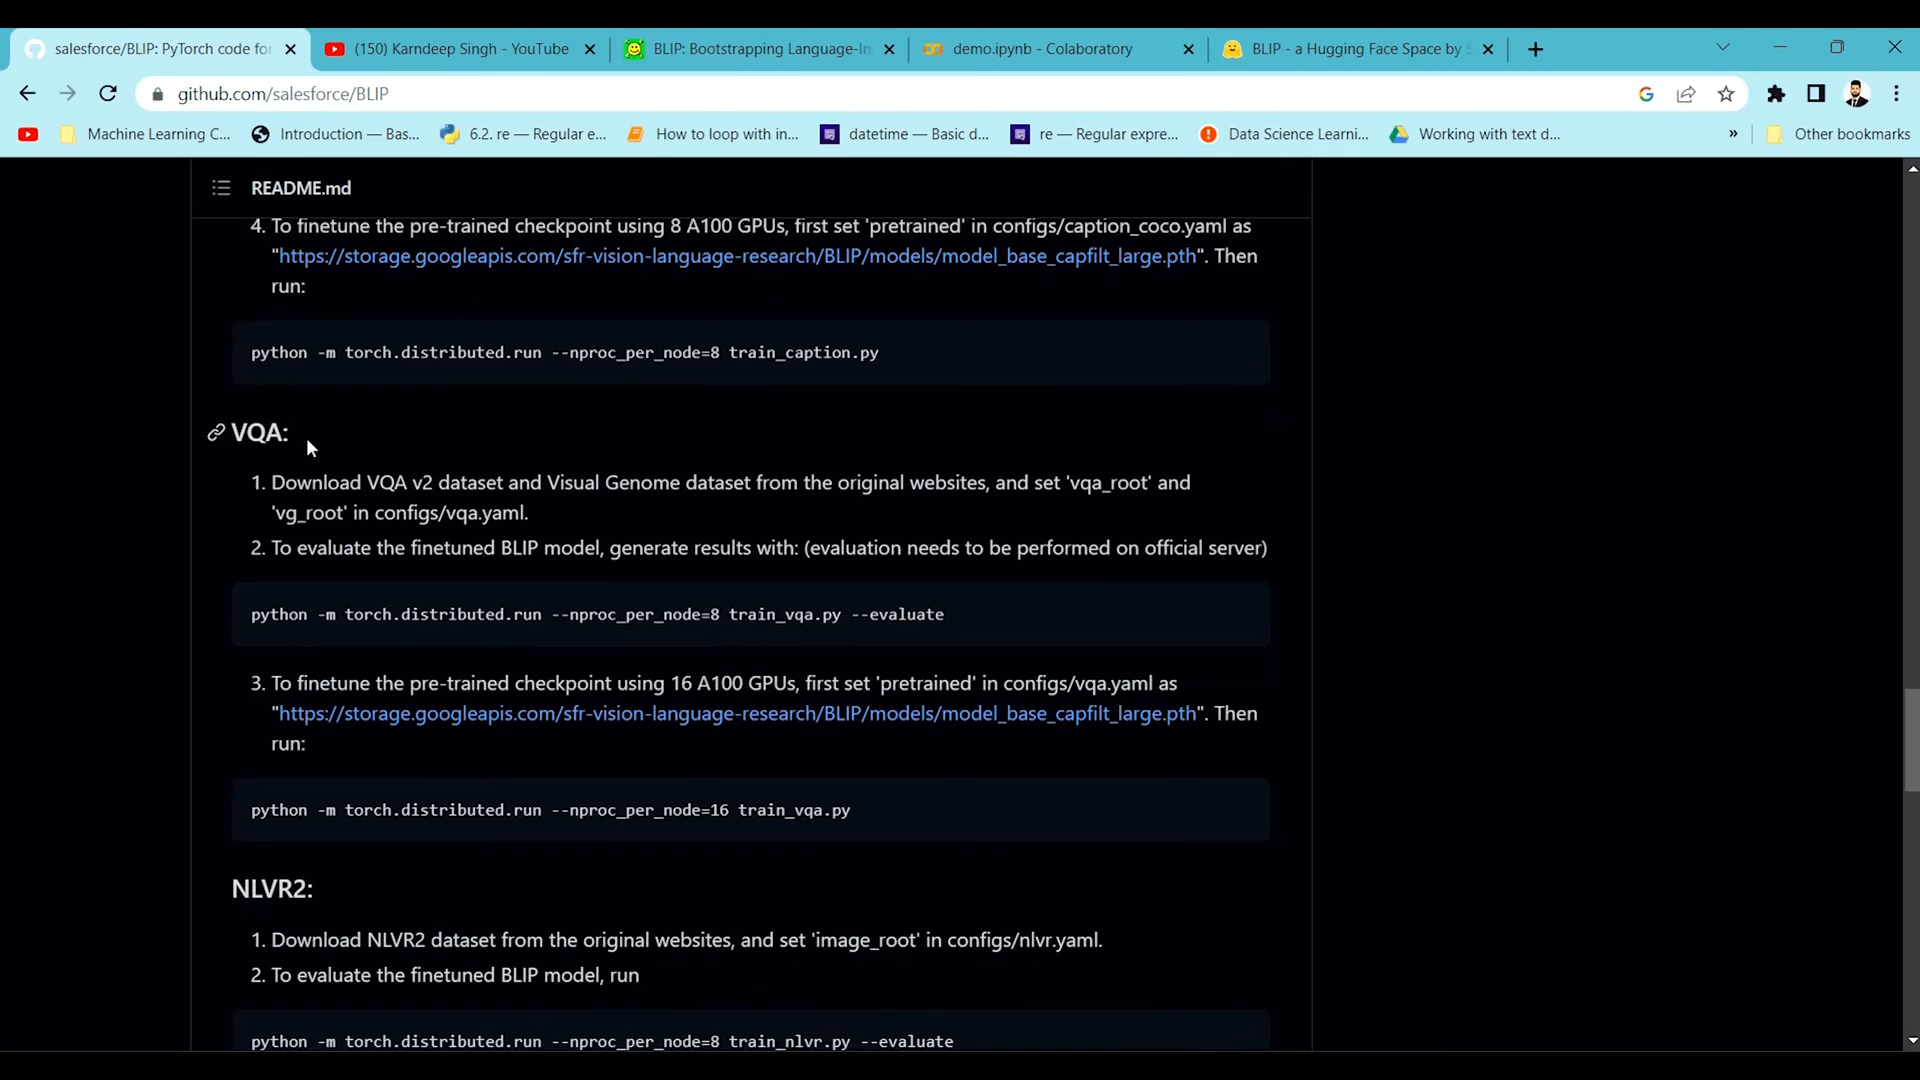 salesforce/BLIP: PyTorch code for
(150) Karndeep Singh - YouTube
BLIP: Bootstrapping Language-Im
demo.ipynb - Colaboratory
BLIP - a Hugging Face Space by S
github.com/salesforce/BLIP
Machine Learning C...
Introduction — Bas...
6.2. re — Regular e...
How to loop with in...
datetime — Basic d...
re — Regular expre...
Data Science Learni...
Working with text d...
»
Other bookmarks
README.md
4. To finetune the pre-trained checkpoint using 8 A100 GPUs, first set 'pretrained' in configs/caption_coco.yaml as
"https://storage.googleapis.com/sfr-vision-language-research/BLIP/models/model_base_capfilt_large.pth". Then
run:
python -m torch.distributed.run --nproc_per_node=8 train_caption.py
VQA:
1. Download VQA v2 dataset and Visual Genome dataset from the original websites, and set 'vqa_root' and
'vg_root' in configs/vqa.yaml.
2. To evaluate the finetuned BLIP model, generate results with: (evaluation needs to be performed on official server)
python -m torch.distributed.run --nproc_per_node=8 train_vqa.py --evaluate
3. To finetune the pre-trained checkpoint using 16 A100 GPUs, first set 'pretrained' in configs/vqa.yaml as
"https://storage.googleapis.com/sfr-vision-language-research/BLIP/models/model_base_capfilt_large.pth". Then
run:
python -m torch.distributed.run --nproc_per_node=16 train_vqa.py
NLVR2:
1. Download NLVR2 dataset from the original websites, and set 'image_root' in configs/nlvr.yaml.
2. To evaluate the finetuned BLIP model, run
python -m torch.distributed.run --nproc_per_node=8 train_nlvr.py --evaluate